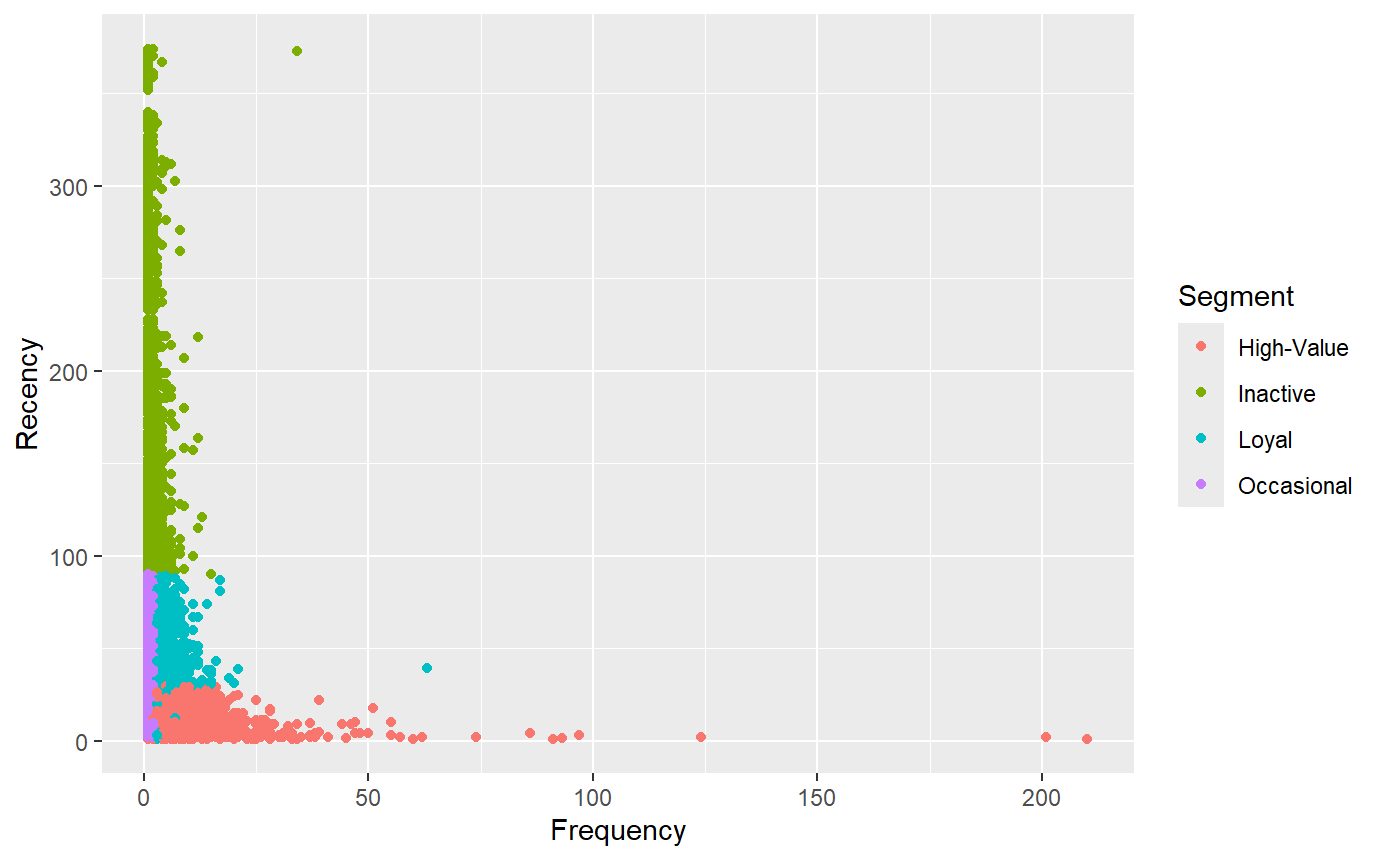 300
200
100
0
Recency
0 50 100 150 200
Frequency
Segment
High-Value
Inactive
Loyal
Occasional